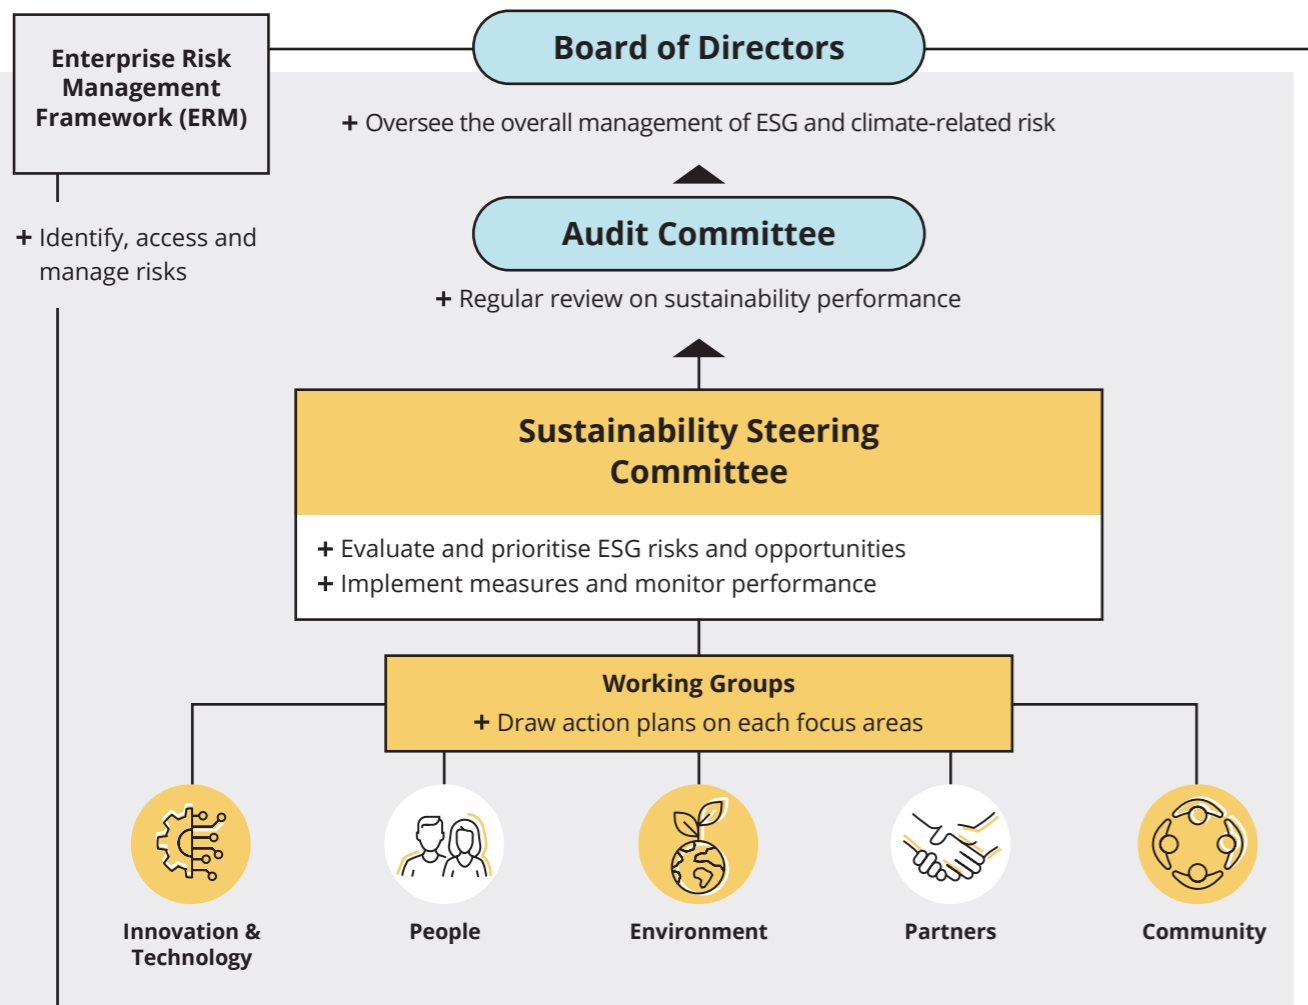 Enterprise Risk
Management
Framework (ERM)
+ Identify, access and
manage risks
Board of Directors
+ Oversee the overall management of ESG and climate-related risk
Audit Committee
+ Regular review on sustainability performance
Sustainability Steering
Committee
+ Evaluate and prioritise ESG risks and opportunities
+ Implement measures and monitor performance
Working Groups
+ Draw action plans on each focus areas
Innovation &
Technology
People
Environment
Partners
Community